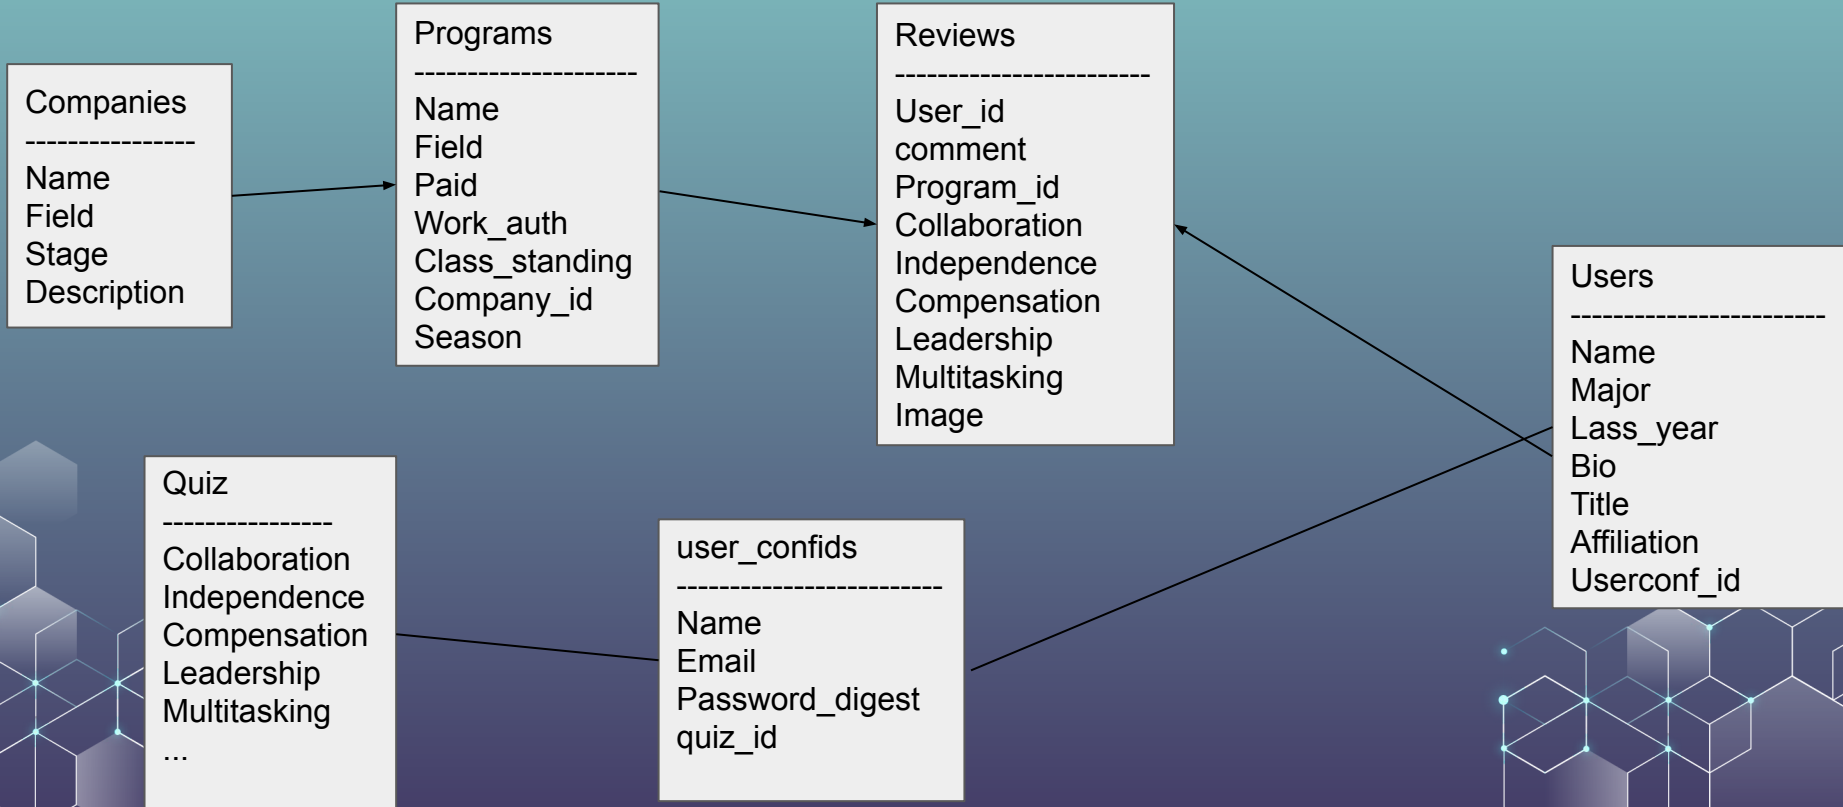 Companies
----------------
Name
Field
Stage
Description
Programs
---------------------
Name
Field
Paid
Work_auth
Class_standing
Company_id
Season
Reviews
------------------------
User_id
comment
Program_id
Collaboration
Independence
Compensation
Leadership
Multitasking
Image
Users
------------------------
Name
Major
Lass_year
Bio
Title
Affiliation
Userconf_id
Quiz
----------------
Collaboration
Independence
Compensation
Leadership
Multitasking
...
user_confids
-------------------------
Name
Email
Password_digest
quiz_id